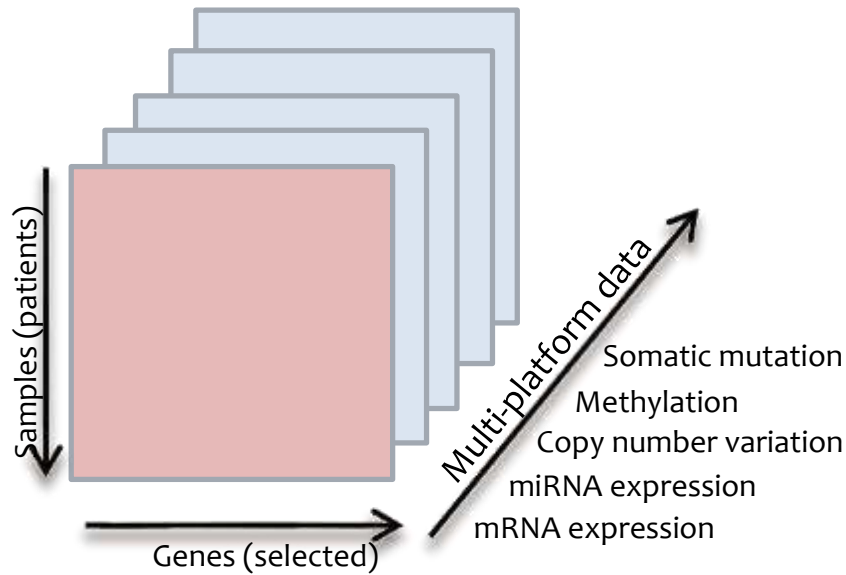 Samples (patients)
Multi-platform data
Somatic mutation
Methylation
Copy number variation
miRNA expression
mRNA expression
Genes (selected)